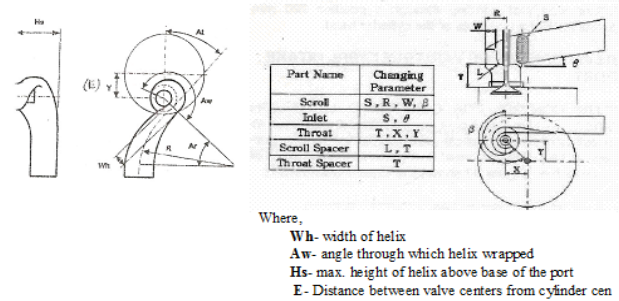 Hs
At
(E) Y
Aw
R
Ar
Wh
Part Name Changing Parameter
Scroll S, R, W, β
Inlet S, θ
Throat T, X, Y
Scroll Spacer L, T
Throat Spacer T
R
W
S
L
T
θ
β
Y
X
Where,
Wh- width of helix
Aw- angle through which helix wrapped
Hs- max. height of helix above base of the port
E- Distance between valve centers from cylinder cen